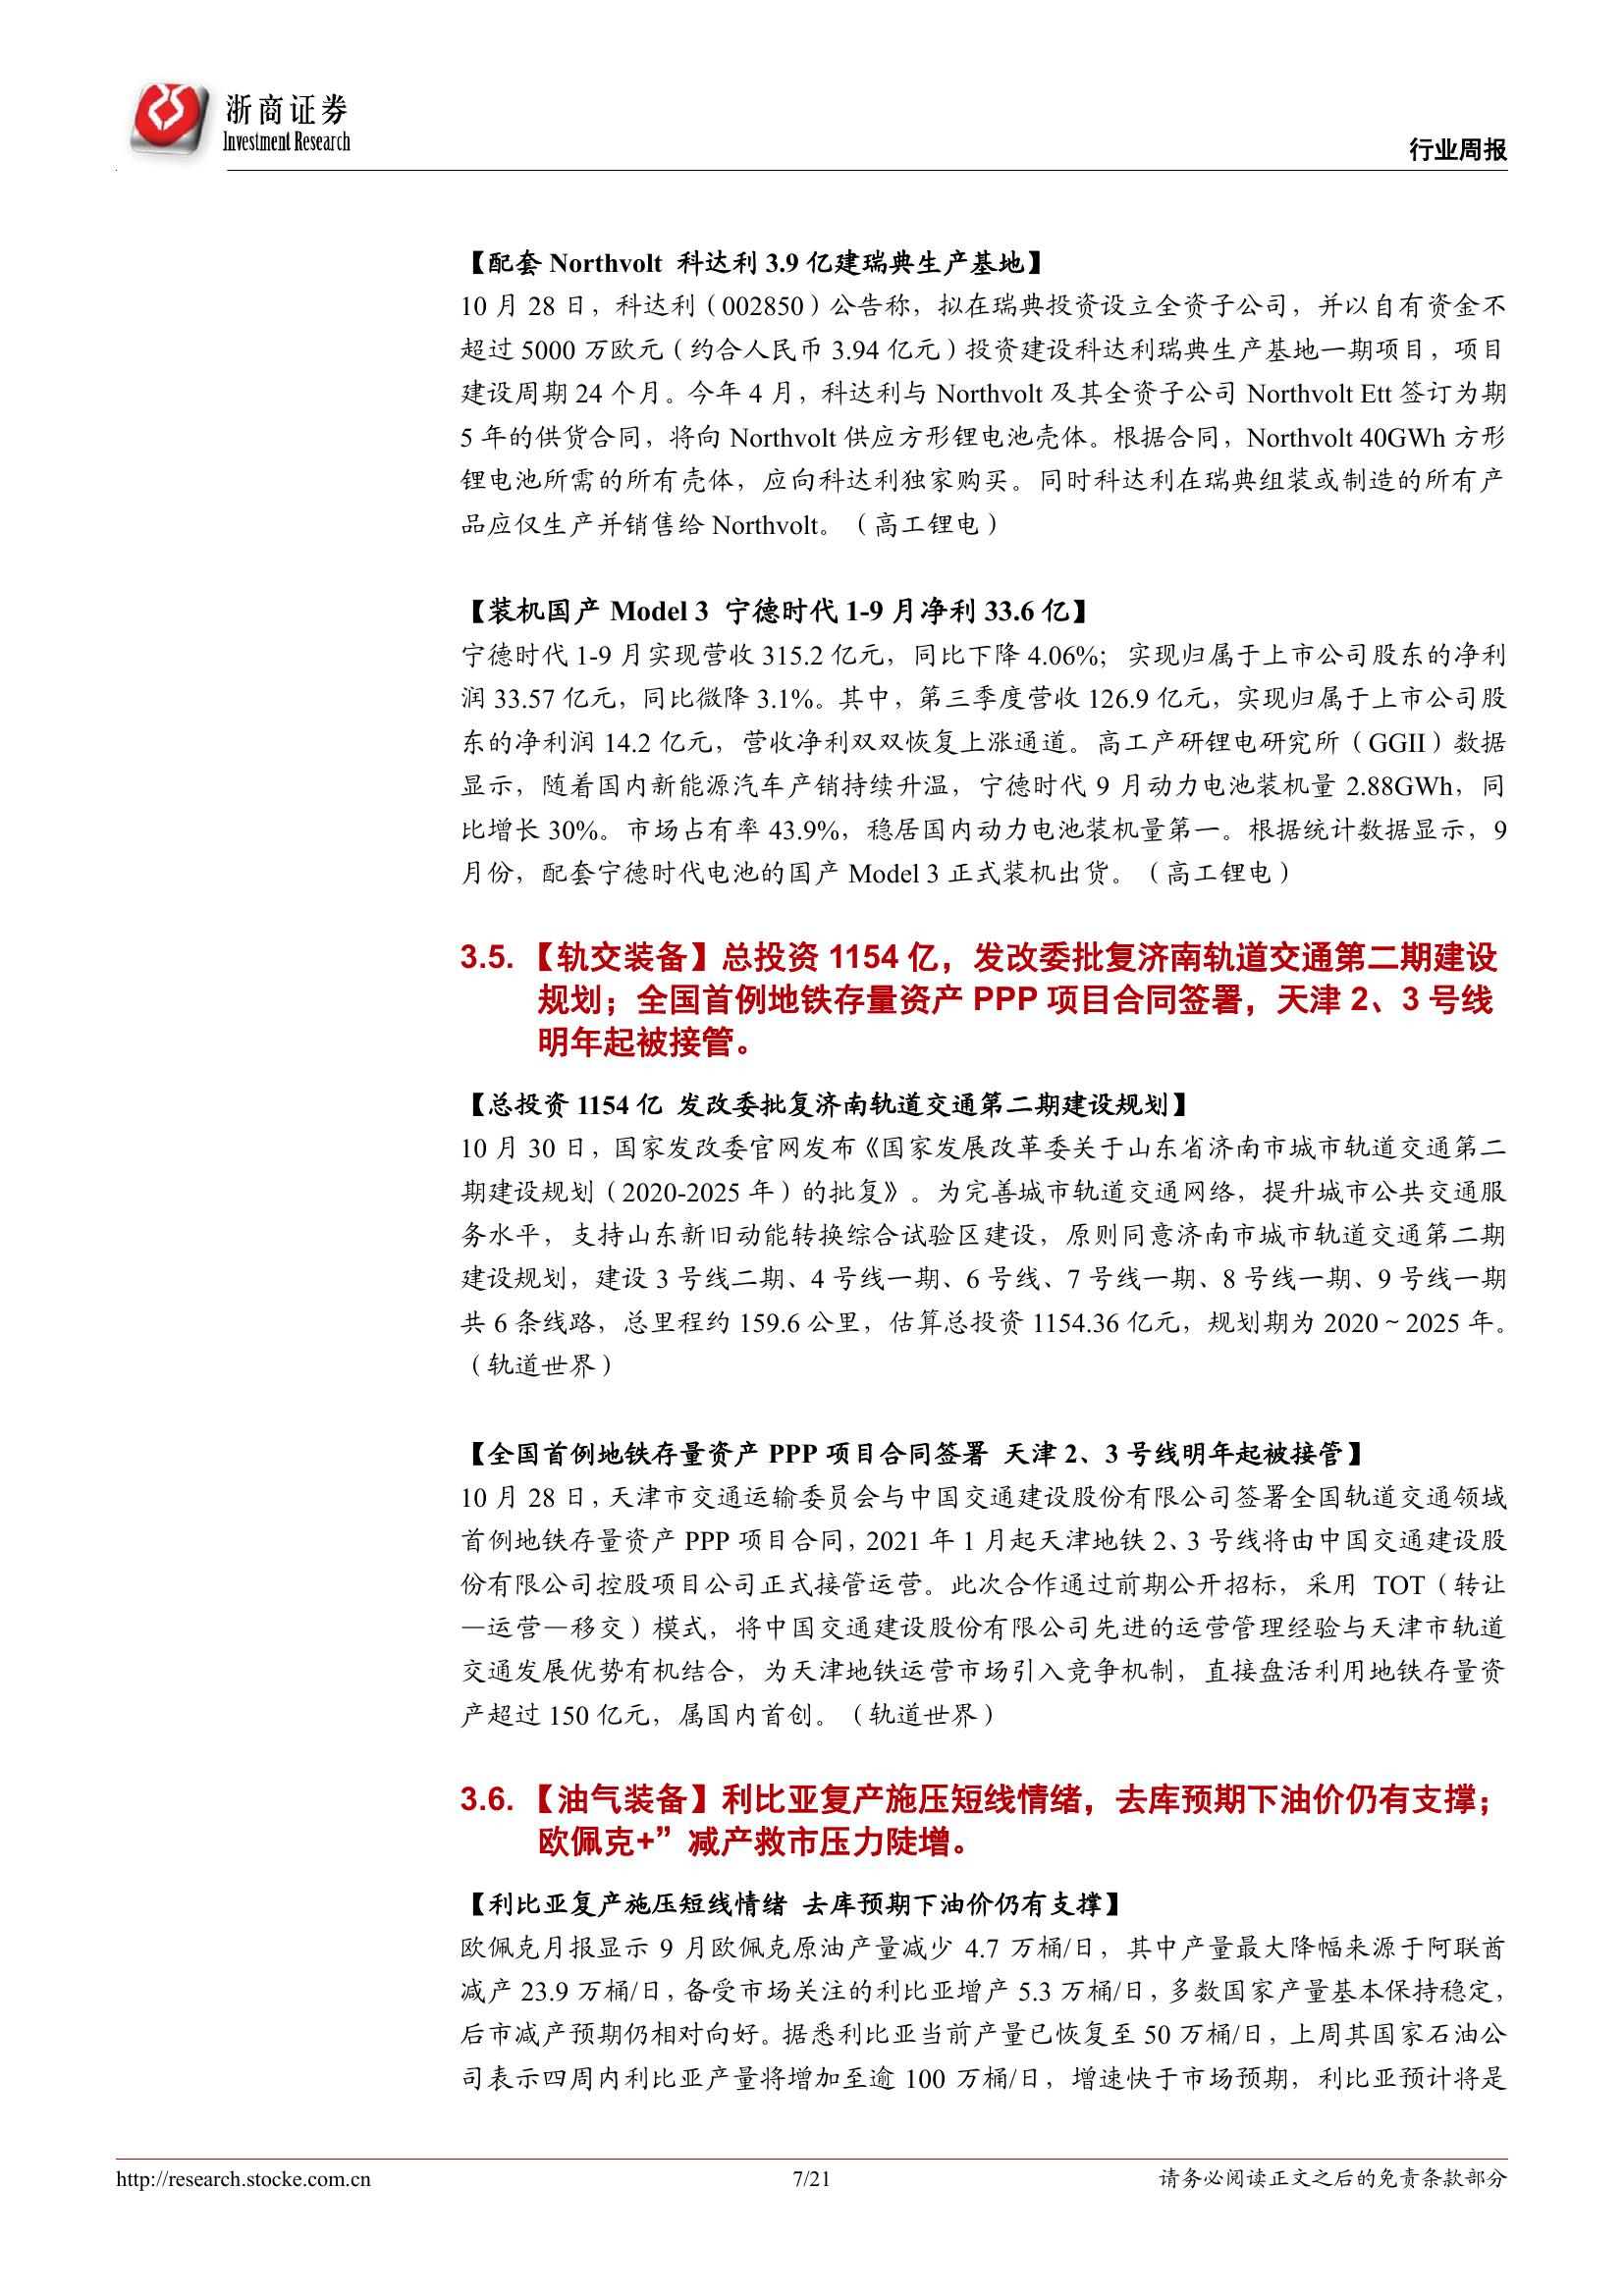 浙商证券
Investment Research
行业周报
【配套 Northvolt 科达利 3.9 亿建瑞典生产基地】
10 月 28 日，科达利（002850）公告称，拟在瑞典投资设立全资子公司，并以自有资金不
超过 5000 万欧元（约合人民币 3.94 亿元）投资建设科达利瑞典生产基地一期项目，项目
建设周期 24 个月。今年 4 月，科达利与 Northvolt 及其全资子公司 Northvolt Ett 签订为期
5 年的供货合同，将向 Northvolt 供应方形锂电池壳体。根据合同，Northvolt 40GWh 方形
锂电池所需的所有壳体，应向科达利独家购买。同时科达利在瑞典组装或制造的所有产
品应仅生产并销售给 Northvolt。（高工锂电）
【装机国产 Model 3 宁德时代 1-9 月净利 33.6 亿】
宁德时代 1-9 月实现营收 315.2 亿元，同比下降 4.06%；实现归属于上市公司股东的净利
润 33.57 亿元，同比微降 3.1%。其中，第三季度营收 126.9 亿元，实现归属于上市公司股
东的净利润 14.2 亿元，营收净利双双恢复上涨通道。高工产研锂电研究所（GGII）数据
显示，随着国内新能源汽车产销持续升温，宁德时代 9 月动力电池装机量 2.88GWh，同
比增长 30%。市场占有率 43.9%，稳居国内动力电池装机量第一。根据统计数据显示，9
月份，配套宁德时代电池的国产 Model 3 正式装机出货。（高工锂电）
3.5. 【轨交装备】总投资 1154 亿，发改委批复济南轨道交通第二期建设
规划；全国首例地铁存量资产 PPP 项目合同签署，天津 2、3 号线
明年起被接管。
【总投资 1154 亿 发改委批复济南轨道交通第二期建设规划】
10 月 30 日，国家发改委官网发布《国家发展改革委关于山东省济南市城市轨道交通第二
期建设规划（2020-2025 年）的批复》。为完善城市轨道交通网络，提升城市公共交通服
务水平，支持山东新旧动能转换综合试验区建设，原则同意济南市城市轨道交通第二期
建设规划，建设 3 号线二期、4 号线一期、6 号线、7 号线一期、8 号线一期、9 号线一期
共 6 条线路，总里程约 159.6 公里，估算总投资 1154.36 亿元，规划期为 2020～2025 年。
（轨道世界）
【全国首例地铁存量资产 PPP 项目合同签署 天津 2、3 号线明年起被接管】
10 月 28 日，天津市交通运输委员会与中国交通建设股份有限公司签署全国轨道交通领域
首例地铁存量资产 PPP 项目合同，2021 年 1 月起天津地铁 2、3 号线将由中国交通建设股
份有限公司控股项目公司正式接管运营。此次合作通过前期公开招标，采用 TOT（转让
—运营—移交）模式，将中国交通建设股份有限公司先进的运营管理经验与天津市轨道
交通发展优势有机结合，为天津地铁运营市场引入竞争机制，直接盘活利用地铁存量资
产超过 150 亿元，属国内首创。（轨道世界）
3.6. 【油气装备】利比亚复产施压短线情绪，去库预期下油价仍有支撑；
欧佩克+”减产救市压力陡增。
【利比亚复产施压短线情绪 去库预期下油价仍有支撑】
欧佩克月报显示 9 月欧佩克原油产量减少 4.7 万桶/日，其中产量最大降幅来源于阿联酋
减产 23.9 万桶/日，备受市场关注的利比亚增产 5.3 万桶/日，多数国家产量基本保持稳定，
后市减产预期仍相对向好。据悉利比亚当前产量已恢复至 50 万桶/日，上周其国家石油公
司表示四周内利比亚产量将增加至逾 100 万桶/日，增速快于市场预期，利比亚预计将是
http://research.stocke.com.cn
7/21
请务必阅读正文之后的免责条款部分